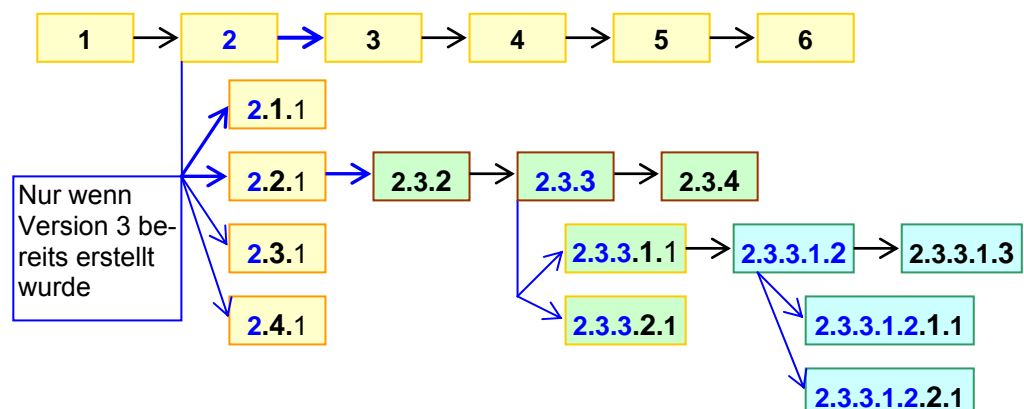 1 2 3 4 5 6
2.1.1
2.2.1 2.3.2 2.3.3 2.3.4
Nur wenn
Version 3 be-
reits erstellt
wurde
2.3.1 2.3.3.1.1 2.3.3.1.2 2.3.3.1.3
2.4.1 2.3.3.2.1 2.3.3.1.2.1.1
2.3.3.1.2.2.1